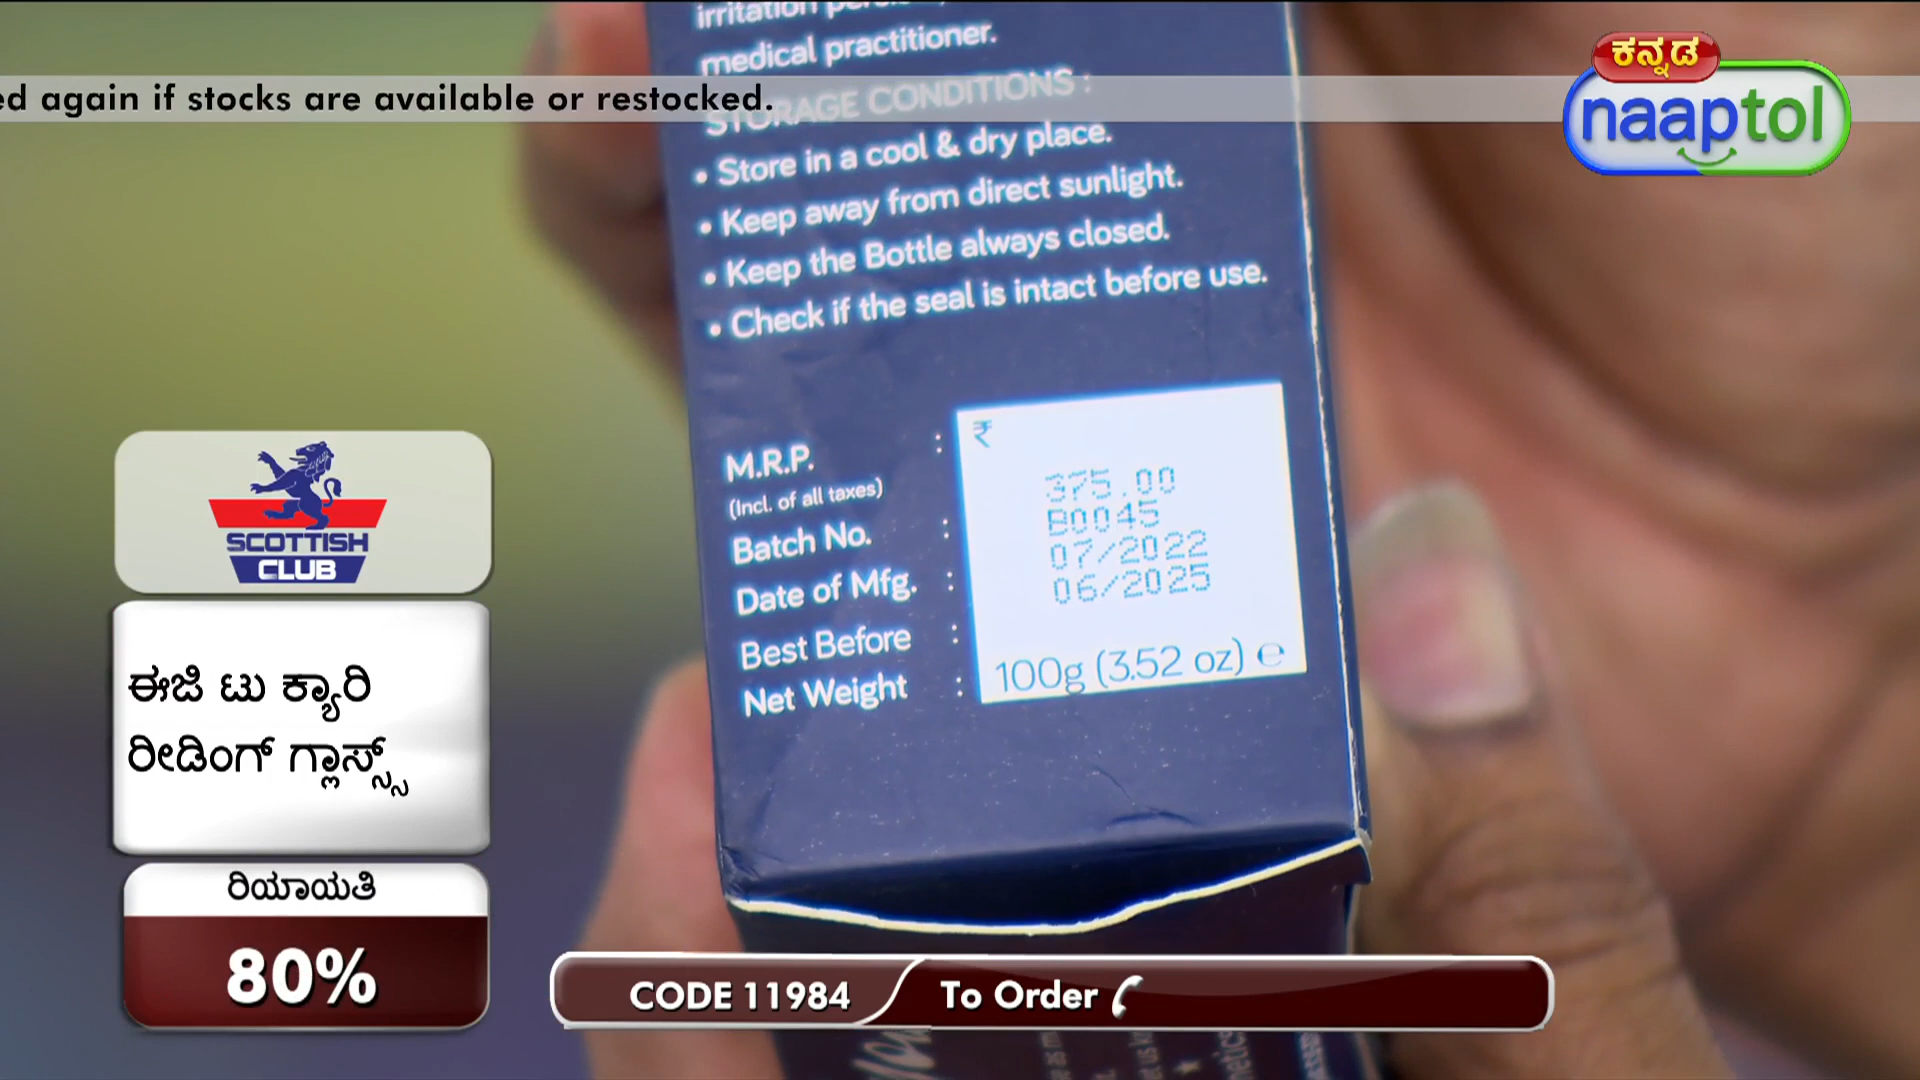 irritation
medical practitioner.
ed again if stocks are available or restocked.
STORAGE CONDITIONS :
• Store in a cool & dry place.
• Keep away from direct sunlight.
• Keep the Bottle always closed.
• Check if the seal is intact before use.
ಕನ್ನಡ
naaptol
M.R.P. : ₹ 375.00
(Incl. of all taxes)
Batch No. : B0045
Date of Mfg. : 07/2022
Best Before : 06/2025
Net Weight : 100g (3.52 oz) ℮
SCOTTISH
CLUB
ಈಜಿ ಟು ಕ್ಯಾರಿ
ರೀಡಿಂಗ್ ಗ್ಲಾಸ್ಸ್
ರಿಯಾಯತಿ
80%
CODE 11984 To Order